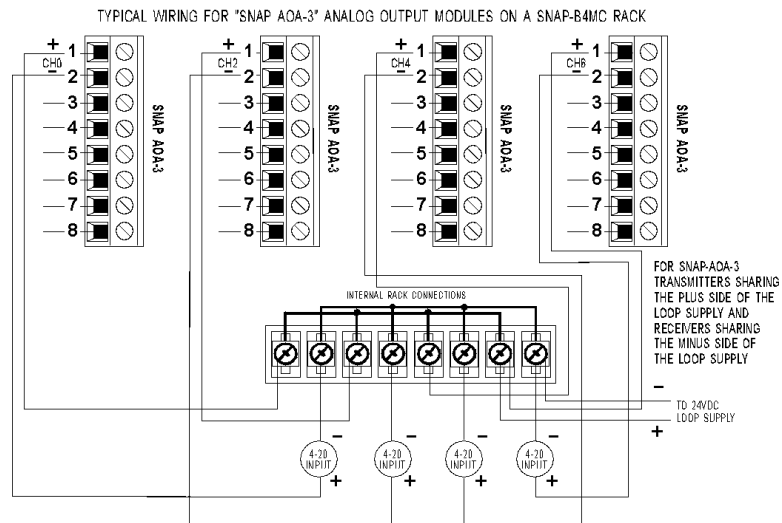 TYPICAL WIRING FOR "SNAP AOA-3" ANALOG OUTPUT MODULES ON A SNAP-B4MC RACK
+ 1 + 1 + 1 + 1
CH0 CH2 CH4 CH6
– 2 – 2 – 2 – 2
3 3 3 3
4 4 4 4
5 5 5 5
6 6 6 6
7 7 7 7
8 8 8 8
SNAP AOA-3
SNAP AOA-3
SNAP AOA-3
SNAP AOA-3
FOR SNAP-AOA-3
TRANSMITTERS SHARING
THE PLUS SIDE OF THE
LOOP SUPPLY AND
RECEIVERS SHARING
THE MINUS SIDE OF
THE LOOP SUPPLY
INTERNAL RACK CONNECTIONS
–
TO 24VDC
LOOP SUPPLY
+
– – – –
4-20 4-20 4-20 4-20
INPUT INPUT INPUT INPUT
+ + + +